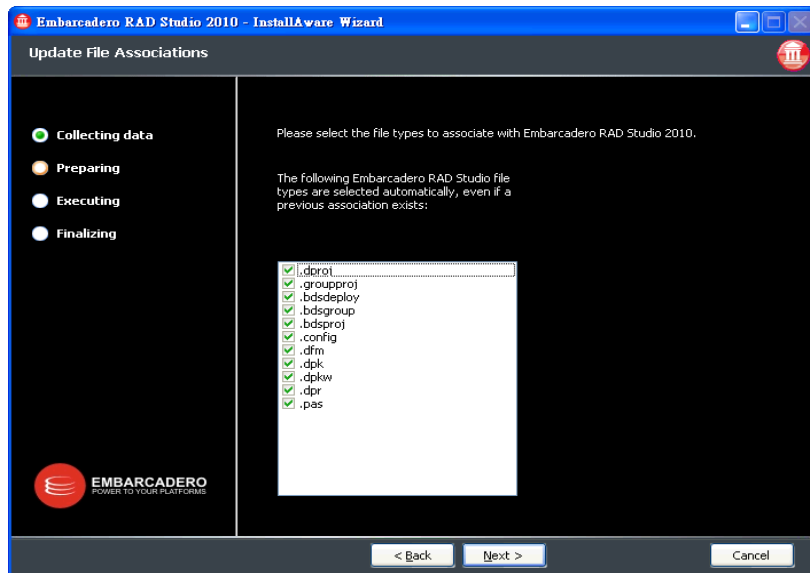 Embarcadero RAD Studio 2010 - InstallAware Wizard
Update File Associations
Collecting data
Preparing
Executing
Finalizing
Please select the file types to associate with Embarcadero RAD Studio 2010.
The following Embarcadero RAD Studio file
types are selected automatically, even if a
previous association exists:
.dproj
.groupproj
.bdsdeploy
.bdsgroup
.bdsproj
.config
.dfm
.dpk
.dpkw
.dpr
.pas
EMBARCADERO
POWER TO YOUR PLATFORMS
< Back
Next >
Cancel